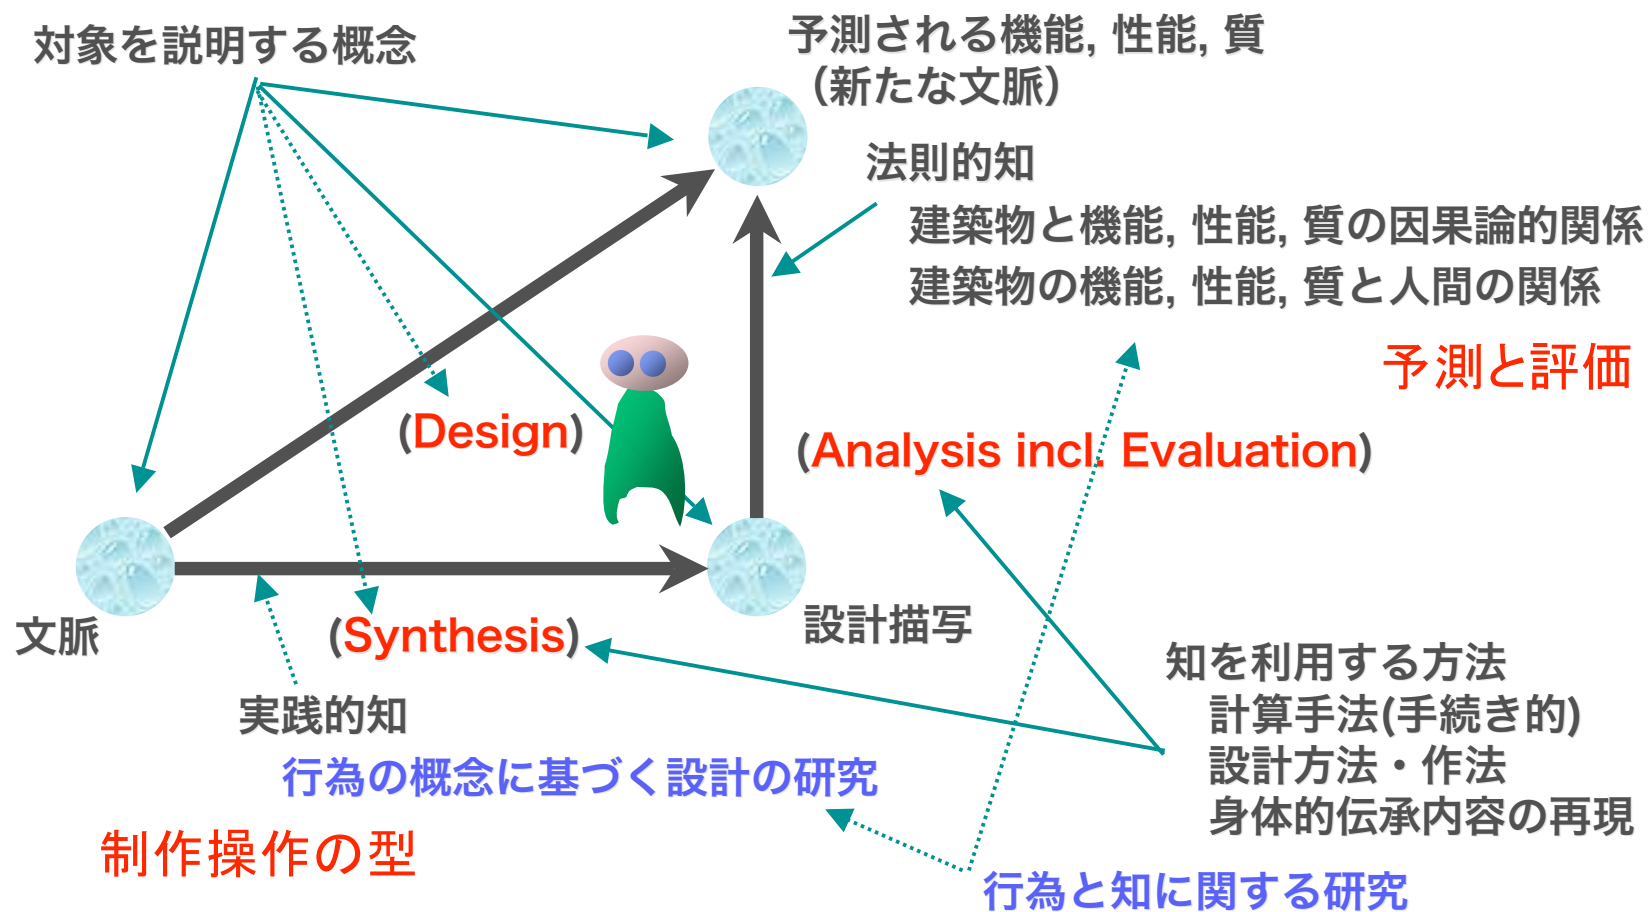 対象を説明する概念
予測される機能, 性能, 質
（新たな文脈）
法則的知
建築物と機能, 性能, 質の因果論的関係
建築物の機能, 性能, 質と人間の関係
予測と評価
(Design)
(Analysis incl. Evaluation)
文脈
(Synthesis)
設計描写
実践的知
行為の概念に基づく設計の研究
制作操作の型
知を利用する方法
計算手法(手続き的)
設計方法・作法
身体的伝承内容の再現
行為と知に関する研究